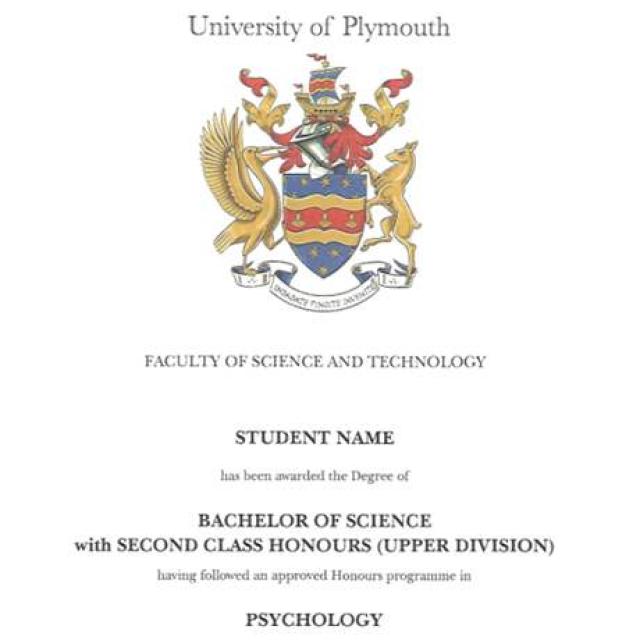 University of Plymouth
INDAGATE FINGITE INVENITE
FACULTY OF SCIENCE AND TECHNOLOGY
STUDENT NAME
has been awarded the Degree of
BACHELOR OF SCIENCE
with SECOND CLASS HONOURS (UPPER DIVISION)
having followed an approved Honours programme in
PSYCHOLOGY